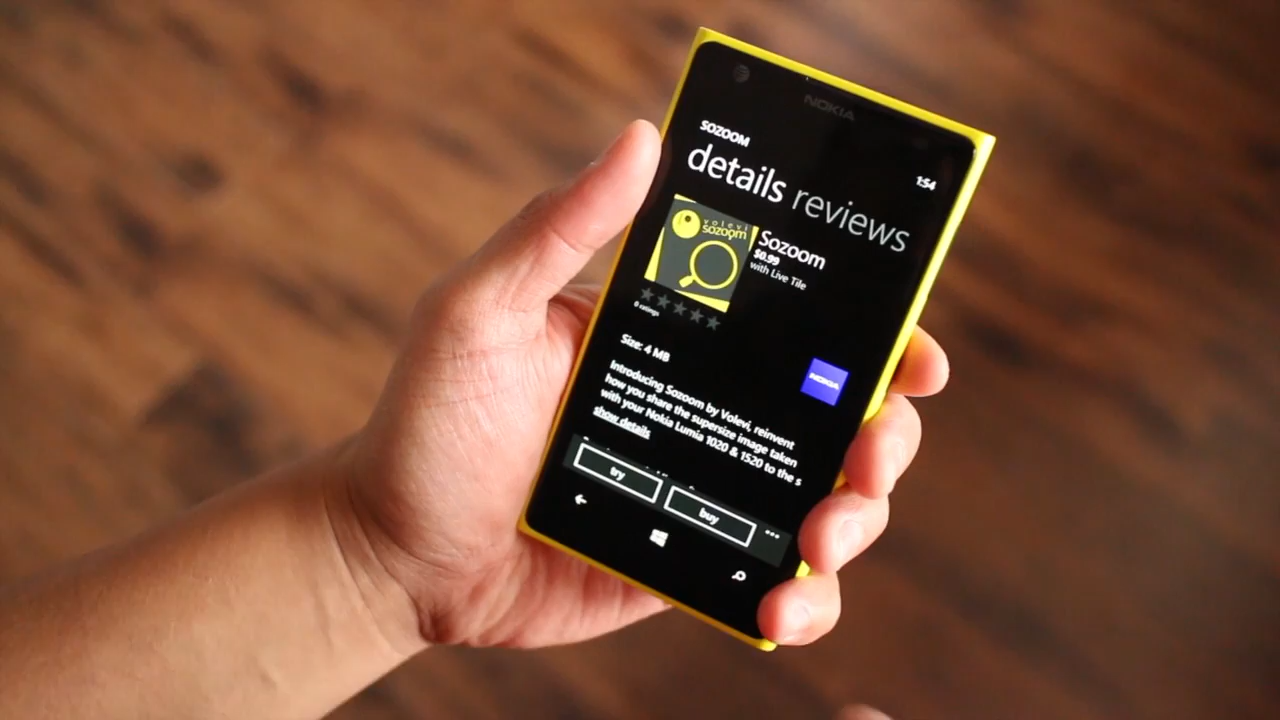 NOKIA
SOZOOM
1:54
details reviews
volevi
sozoom
Sozoom
$0.99
with Live Tile
0 ratings
Size: 4 MB
NOKIA
Introducing Sozoom by Volevi, reinvent
how you share the supersize image taken
with your Nokia Lumia 1020 & 1520 to the s
show details
try
buy